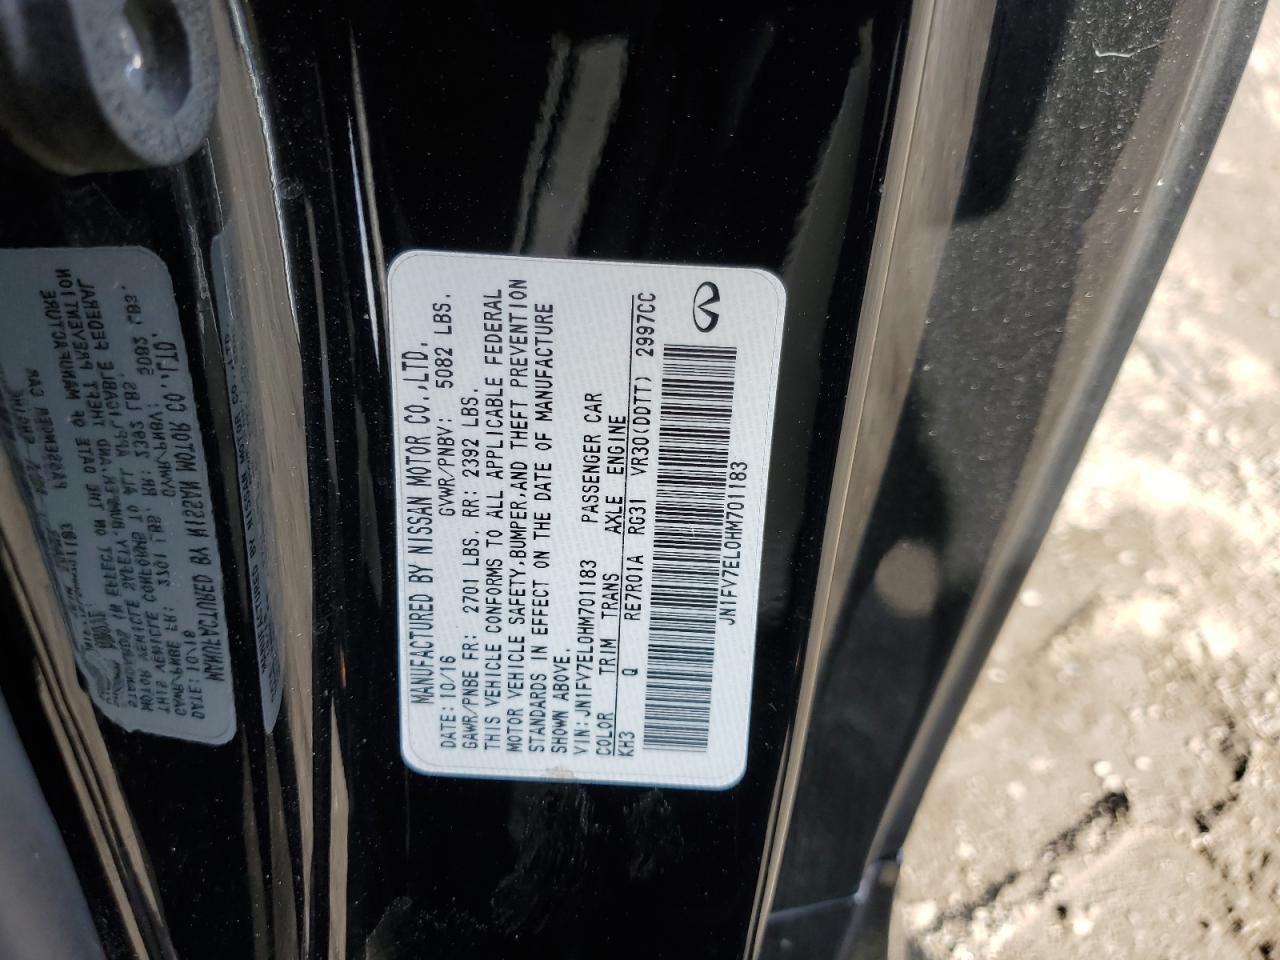 MANUFACTURED BY NISSAN MOTOR CO.,LTD.
DATE: 10/16 GVWR/PNBV: 5082 LBS.
GAWR/PNBE FR: 2701 LBS. RR: 2392 LBS.
THIS VEHICLE CONFORMS TO ALL APPLICABLE FEDERAL
MOTOR VEHICLE SAFETY,BUMPER,AND THEFT PREVENTION
STANDARDS IN EFFECT ON THE DATE OF MANUFACTURE
SHOWN ABOVE.
VIN:JN1FV7EL0HM701183 PASSENGER CAR
COLOR TRIM TRANS AXLE ENGINE
KH3 Q RE7R01A RG31 VR30(DDTT) 2997CC
JN1FV7EL0HM701183